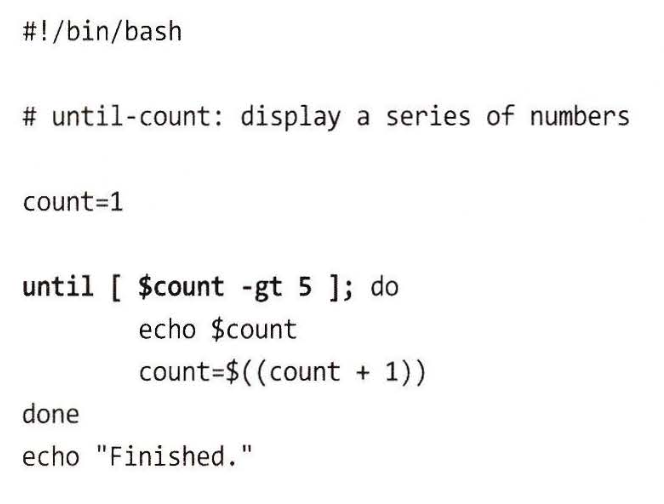 #!/bin/bash
# until-count: display a series of numbers
count=1
until [ $count -gt 5 ]; do
echo $count
count=$((count + 1))
done
echo "Finished."